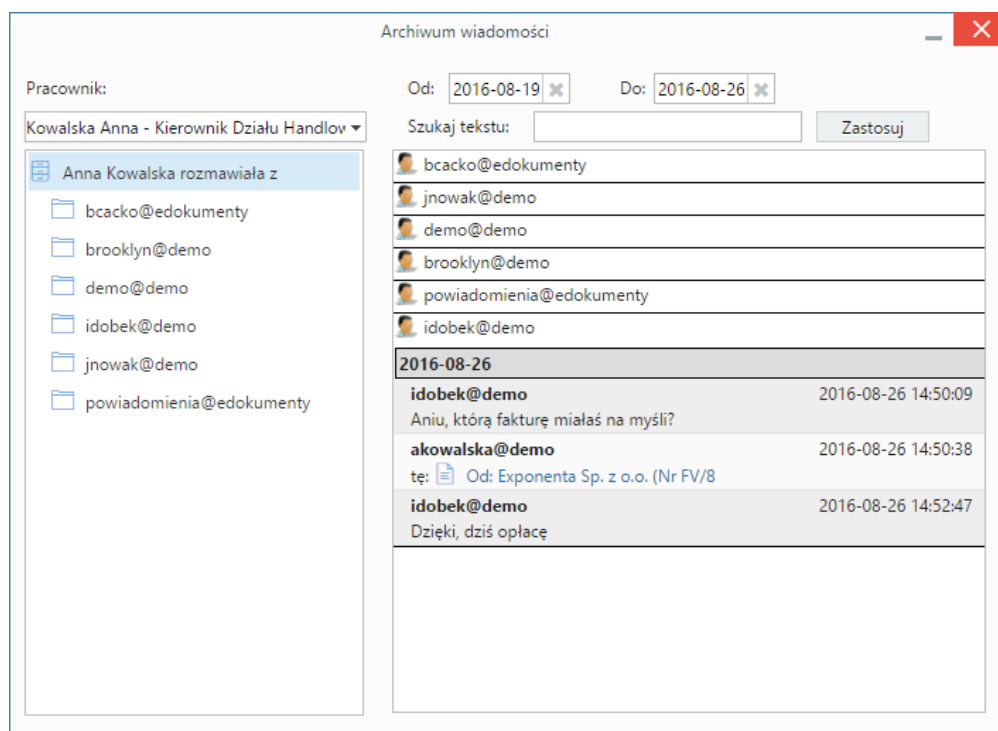 Archiwum wiadomości
Pracownik:
Kowalska Anna - Kierownik Działu Handlow
Anna Kowalska rozmawiała z
bcacko@edokumenty
brooklyn@demo
demo@demo
idobek@demo
jnowak@demo
powiadomienia@edokumenty
Od: 2016-08-19 Do: 2016-08-26
Szukaj tekstu: Zastosuj
bcacko@edokumenty
jnowak@demo
demo@demo
brooklyn@demo
powiadomienia@edokumenty
idobek@demo
2016-08-26
idobek@demo 2016-08-26 14:50:09
Aniu, którą fakturę miałaś na myśli?
akowalska@demo 2016-08-26 14:50:38
tę: Od: Exponenta Sp. z o.o. (Nr FV/8
idobek@demo 2016-08-26 14:52:47
Dzięki, dziś opłacę